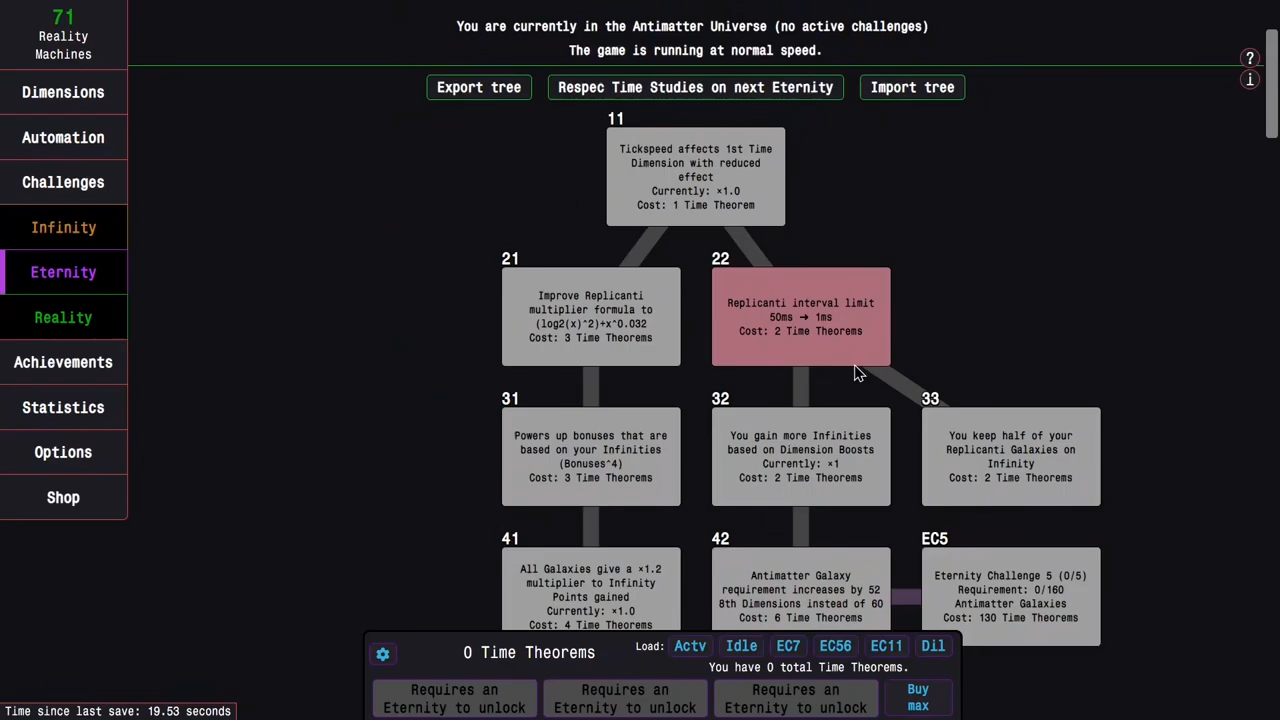 71
Reality
Machines
Dimensions
Automation
Challenges
Infinity
Eternity
Reality
Achievements
Statistics
Options
Shop
You are currently in the Antimatter Universe (no active challenges)
The game is running at normal speed.
?
i
Export tree
Respec Time Studies on next Eternity
Import tree
11
Tickspeed affects 1st Time
Dimension with reduced
effect
Currently: ×1.0
Cost: 1 Time Theorem
21
Improve Replicanti
multiplier formula to
(log2(x)^2)+x^0.032
Cost: 3 Time Theorems
22
Replicanti interval limit
50ms ➜ 1ms
Cost: 2 Time Theorems
31
Powers up bonuses that are
based on your Infinities
(Bonuses^4)
Cost: 3 Time Theorems
32
You gain more Infinities
based on Dimension Boosts
Currently: ×1
Cost: 2 Time Theorems
33
You keep half of your
Replicanti Galaxies on
Infinity
Cost: 2 Time Theorems
41
All Galaxies give a ×1.2
multiplier to Infinity
Points gained
Currently: ×1.0
Cost: 4 Time Theorems
42
Antimatter Galaxy
requirement increases by 52
8th Dimensions instead of 60
Cost: 6 Time Theorems
EC5
Eternity Challenge 5 (0/5)
Requirement: 0/160
Antimatter Galaxies
Cost: 130 Time Theorems
0 Time Theorems
Load: Actv Idle EC7 EC56 EC11 Dil
You have 0 total Time Theorems.
Requires an
Eternity to unlock
Requires an
Eternity to unlock
Requires an
Eternity to unlock
Buy
max
Time since last save: 19.53 seconds